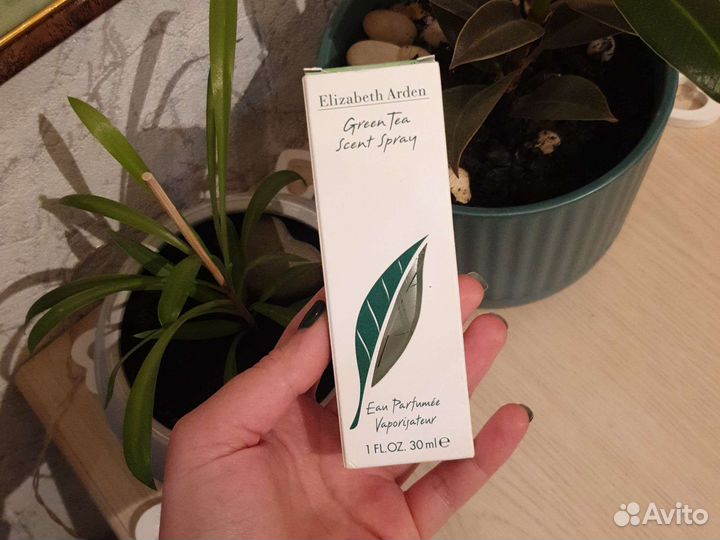 Elizabeth Arden
Green Tea
Scent Spray
Eau Parfumée
Vaporisateur
1 FL.OZ. 30 ml e
Avito